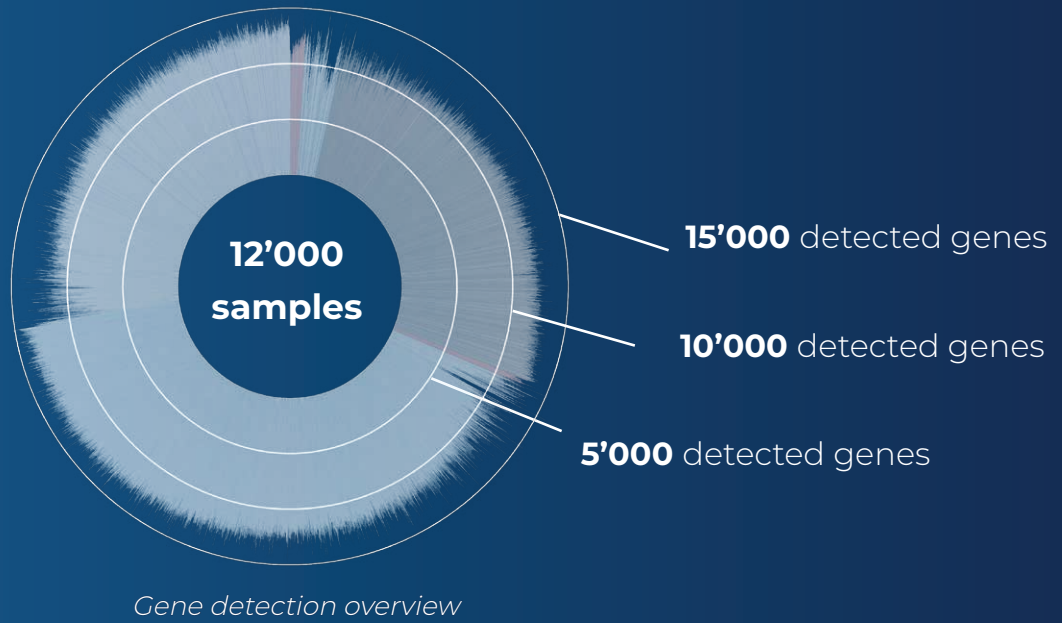 12’000
samples
15’000 detected genes
10’000 detected genes
5’000 detected genes
Gene detection overview